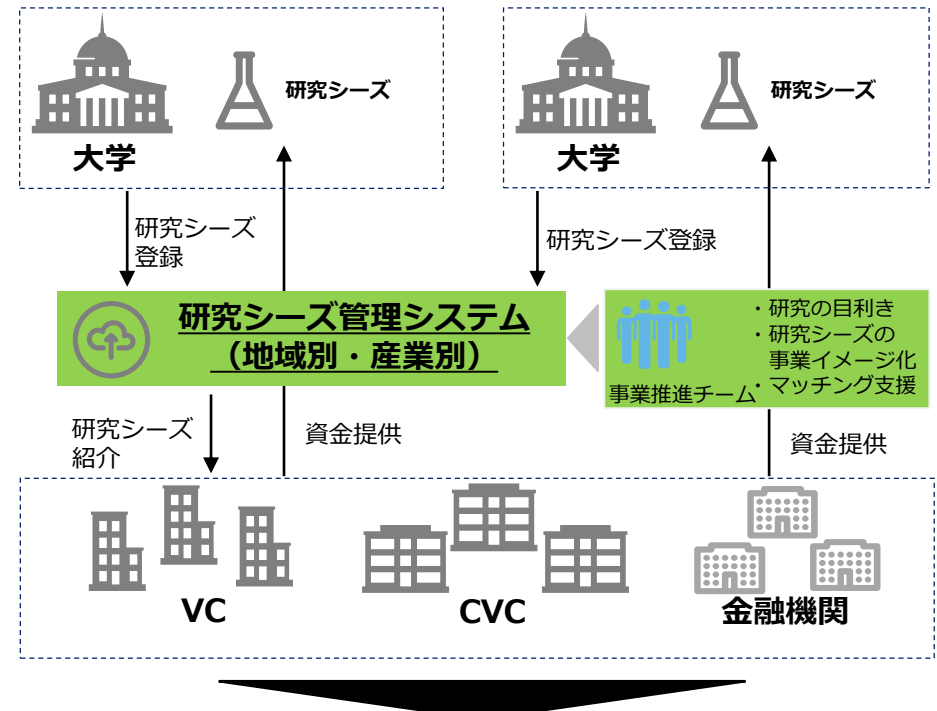 研究シーズ
大学
研究シーズ
大学
研究シーズ
登録
研究シーズ登録
研究シーズ管理システム
（地域別・産業別）
・研究の目利き
・研究シーズの
事業イメージ化
・マッチング支援
事業推進チーム
研究シーズ
紹介
資金提供
資金提供
VC
CVC
金融機関